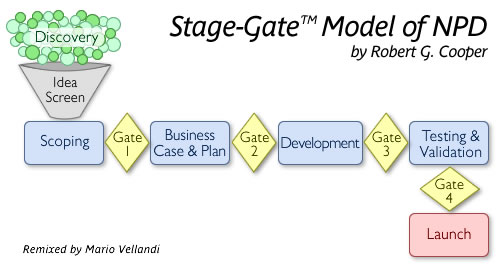 Stage-Gate™ Model of NPD
by Robert G. Cooper
Discovery
Idea
Screen
Scoping
Gate
1
Business
Case & Plan
Gate
2
Development
Gate
3
Testing &
Validation
Gate
4
Launch
Remixed by Mario Vellandi